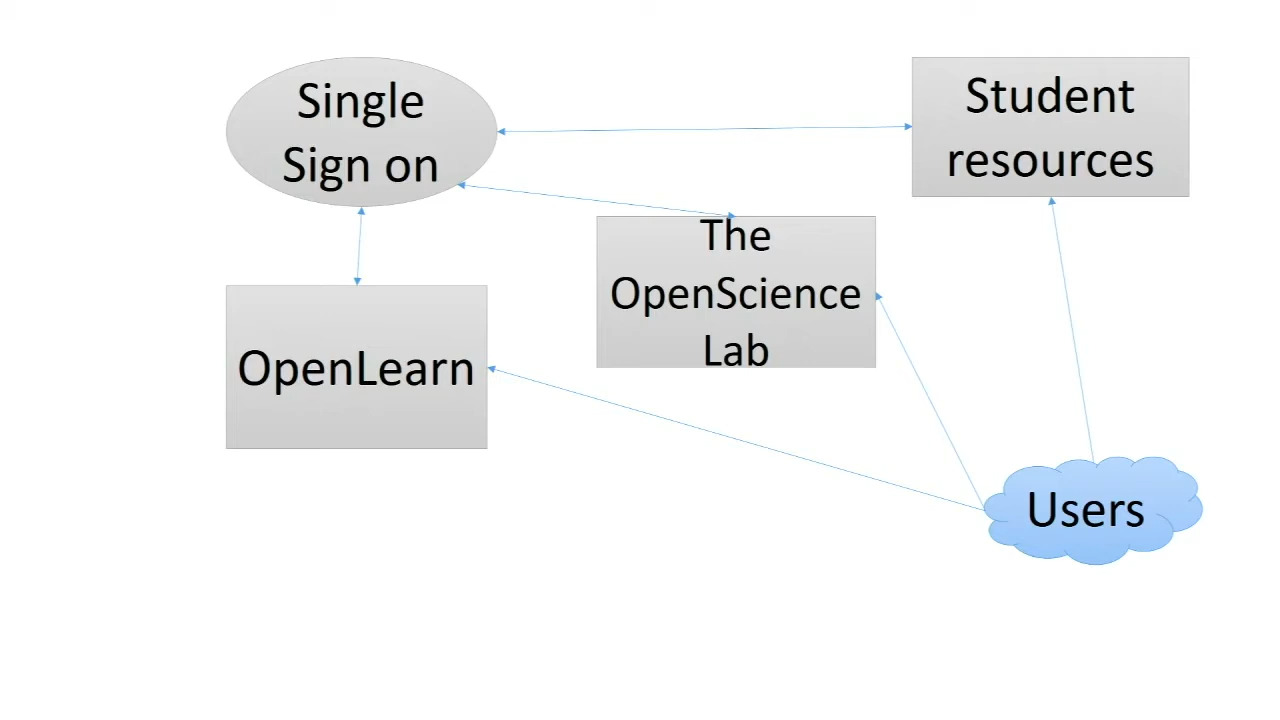 Single
Sign on
Student
resources
The
OpenScience
Lab
OpenLearn
Users